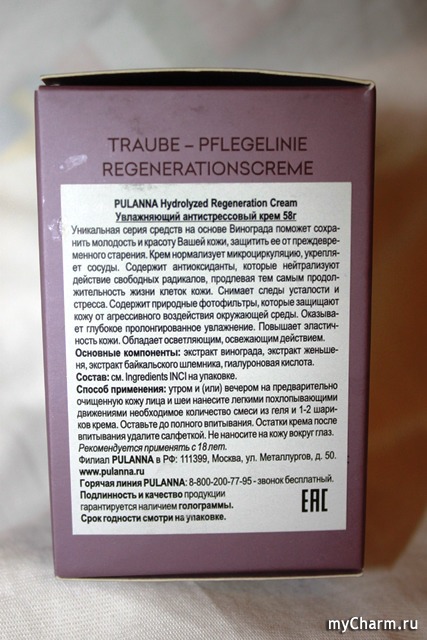 TRAUBE – PFLEGELINIE
REGENERATIONSCREME
PULANNA Hydrolyzed Regeneration Cream
Увлажняющий антистрессовый крем 58г
Уникальная серия средств на основе Винограда поможет сохра-
нить молодость и красоту Вашей кожи, защитить ее от преждевре-
менного старения. Крем нормализует микроциркуляцию, укрепля-
ет сосуды. Содержит антиоксиданты, которые нейтрализуют
действие свободных радикалов, продлевая тем самым продол-
жительность жизни клеток кожи. Снимает следы усталости и
стресса. Содержит природные фотофильтры, которые защищают
кожу от агрессивного воздействия окружающей среды. Оказыва-
ет глубокое пролонгированное увлажнение. Повышает эластич-
ность кожи. Обладает осветляющим, освежающим действием.
Основные компоненты: экстракт винограда, экстракт женьше-
ня, экстракт байкальского шлемника, гиалуроновая кислота.
Состав: см. Ingredients INCI на упаковке.
Способ применения: утром и (или) вечером на предварительно
очищенную кожу лица и шеи нанесите легкими похлопывающими
движениями необходимое количество смеси из геля и 1-2 шари-
ков крема. Оставьте до полного впитывания. Остатки крема после
впитывания удалите салфеткой. Не наносите на кожу вокруг глаз.
Рекомендуется применять с 18 лет.
Филиал PULANNA в РФ: 111399, Москва, ул. Металлургов, д. 50.
www.pulanna.ru
Горячая линия PULANNA: 8-800-200-77-95 - звонок бесплатный.
Подлинность и качество продукции
гарантируется наличием голограммы.
Срок годности смотри на упаковке.
EAC
myCharm.ru